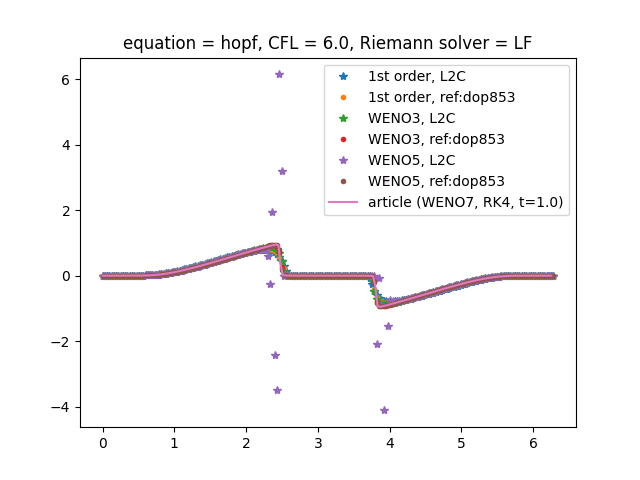 equation = hopf, CFL = 6.0, Riemann solver = LF
1st order, L2C
1st order, ref:dop853
WENO3, L2C
WENO3, ref:dop853
WENO5, L2C
WENO5, ref:dop853
article (WENO7, RK4, t=1.0)
6
4
2
0
−2
−4
0 1 2 3 4 5 6